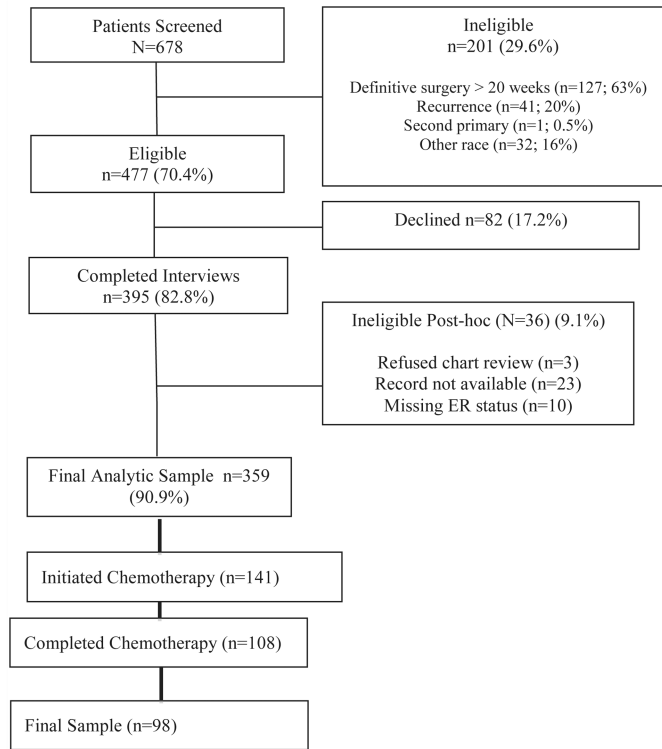 Patients Screened
N=678
Ineligible
n=201 (29.6%)
Definitive surgery > 20 weeks (n=127; 63%)
Recurrence (n=41; 20%)
Second primary (n=1; 0.5%)
Other race (n=32; 16%)
Eligible
n=477 (70.4%)
Declined n=82 (17.2%)
Completed Interviews
n=395 (82.8%)
Ineligible Post-hoc (N=36) (9.1%)
Refused chart review (n=3)
Record not available (n=23)
Missing ER status (n=10)
Final Analytic Sample n=359
(90.9%)
Initiated Chemotherapy (n=141)
Completed Chemotherapy (n=108)
Final Sample (n=98)